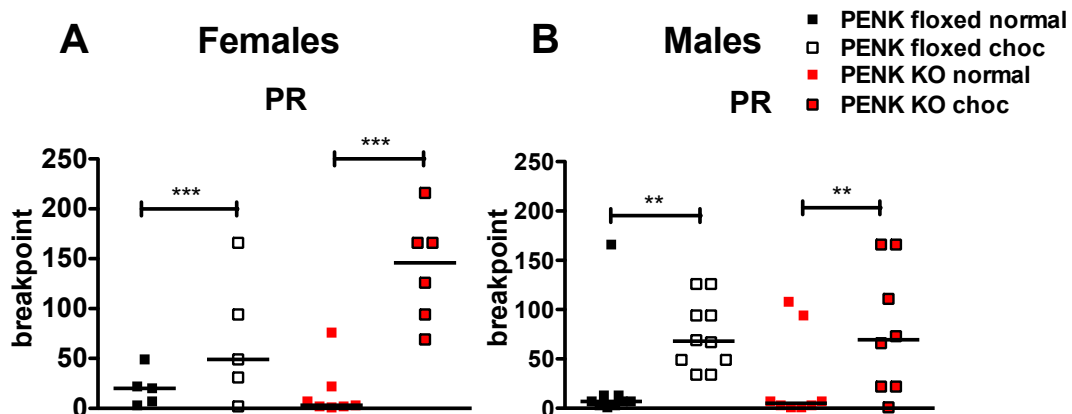 A Females
PR
breakpoint
250
200
150
100
50
0
***
***
B Males
PR
breakpoint
250
200
150
100
50
0
**
**
PENK floxed normal
PENK floxed choc
PENK KO normal
PENK KO choc